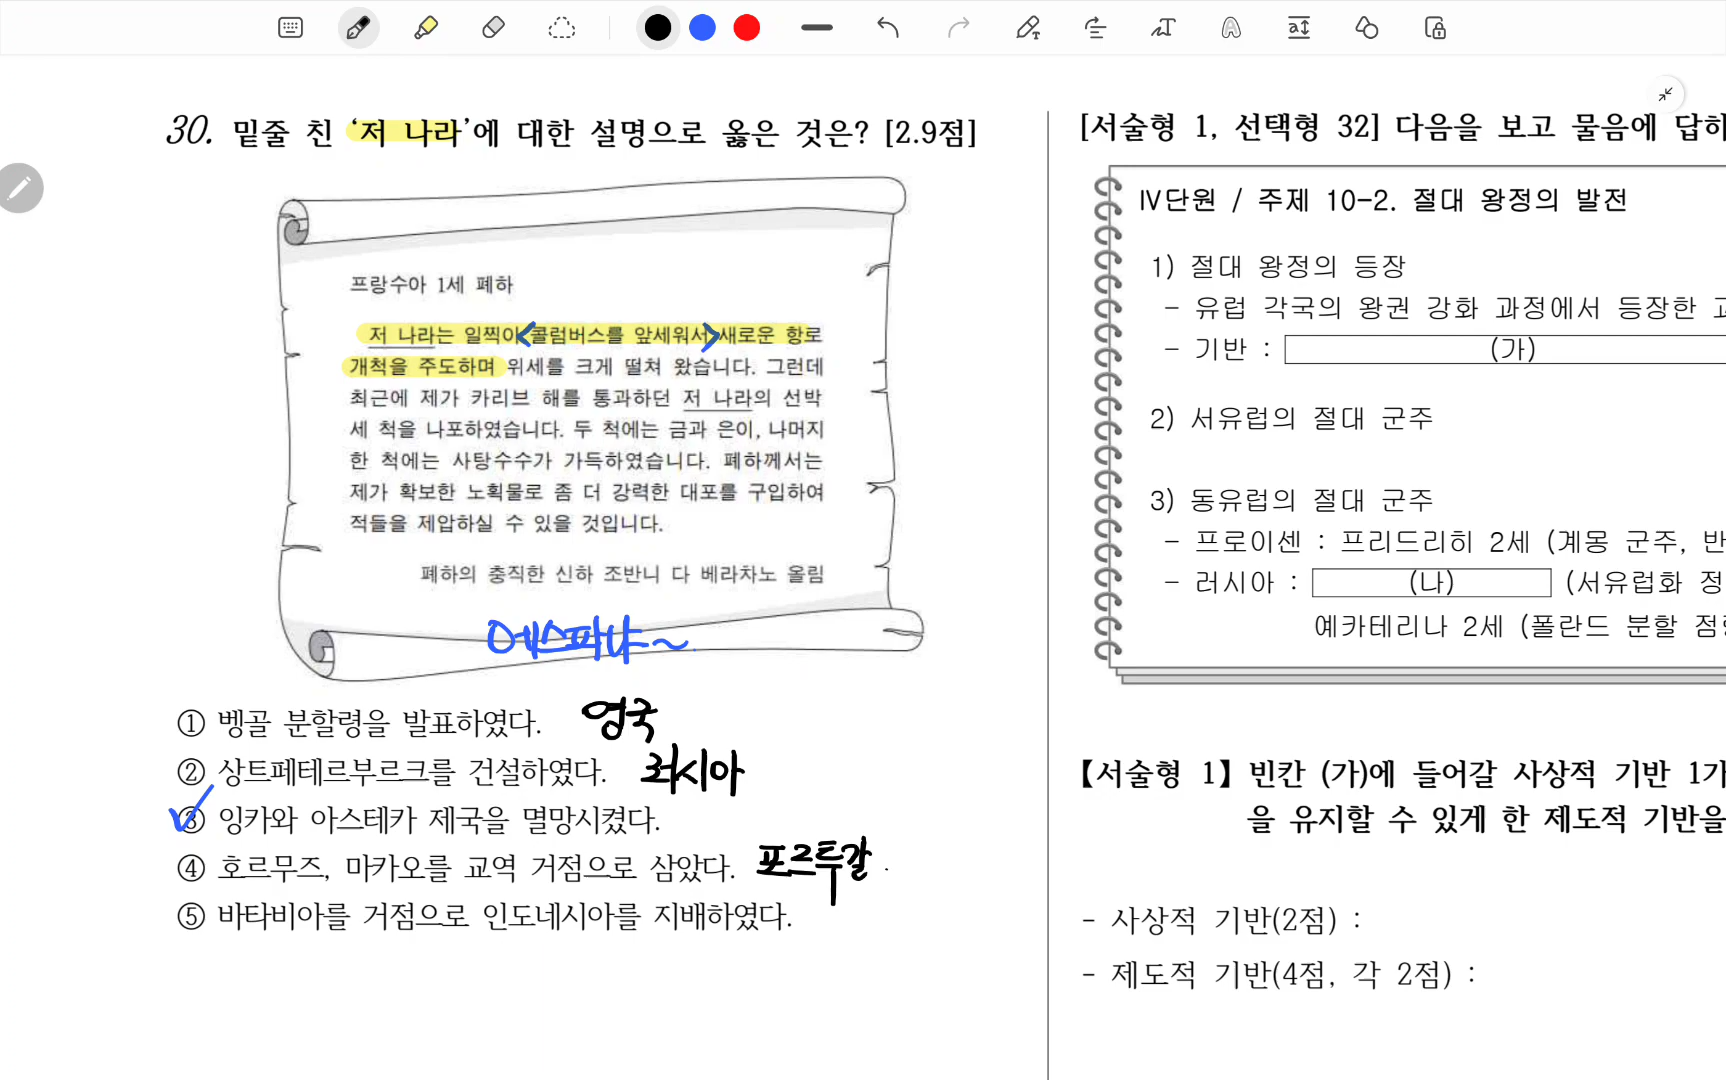 30. 밑줄 친 ‘저 나라’에 대한 설명으로 옳은 것은? [2.9점]
프랑수아 1세 폐하
저 나라는 일찍이 <콜럼버스를 앞세워서> 새로운 항로
개척을 주도하며 위세를 크게 떨쳐 왔습니다. 그런데
최근에 제가 카리브 해를 통과하던 저 나라의 선박
세 척을 나포하였습니다. 두 척에는 금과 은이, 나머지
한 척에는 사탕수수가 가득하였습니다. 폐하께서는
제가 확보한 노획물로 좀 더 강력한 대포를 구입하여
적들을 제압하실 수 있을 것입니다.
폐하의 충직한 신하 조반니 다 베라차노 올림
에스파냐~
① 벵골 분할령을 발표하였다. 영국
② 상트페테르부르크를 건설하였다. 러시아
③ 잉카와 아스테카 제국을 멸망시켰다.
④ 호르무즈, 마카오를 교역 거점으로 삼았다. 포르투갈
⑤ 바타비아를 거점으로 인도네시아를 지배하였다.
[서술형 1, 선택형 32] 다음을 보고 물음에 답하
Ⅳ단원 / 주제 10-2. 절대 왕정의 발전
1) 절대 왕정의 등장
- 유럽 각국의 왕권 강화 과정에서 등장한
- 기반 : (가)
2) 서유럽의 절대 군주
3) 동유럽의 절대 군주
- 프로이센 : 프리드리히 2세 (계몽 군주, 반
- 러시아 : (나) (서유럽화 정
예카테리나 2세 (폴란드 분할 점
【서술형 1】 빈칸 (가)에 들어갈 사상적 기반 1가
을 유지할 수 있게 한 제도적 기반을
- 사상적 기반(2점) :
- 제도적 기반(4점, 각 2점) :